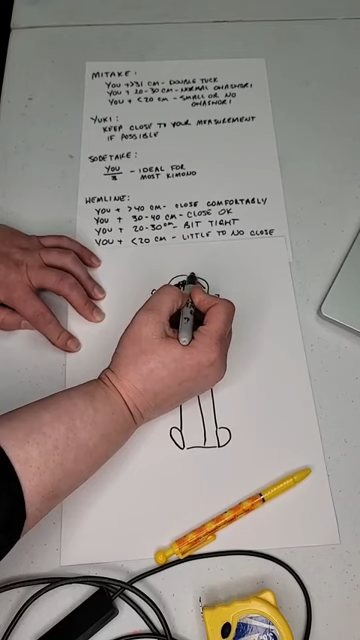 MITAKE:
YOU + >31 CM - DOUBLE TUCK
YOU + 20-30 CM - NORMAL OHASHORI
YOU + <20 CM - SMALL OR NO
OHASHORI
YUKI:
KEEP CLOSE TO YOUR MEASUREMENT
IF POSSIBLE
SODETAKE:
YOU/3 - IDEAL FOR
MOST KIMONO
HEMLINE:
YOU + >40 CM - CLOSE COMFORTABLY
YOU + 30-40 CM - CLOSE OK
YOU + 20-30 CM - BIT TIGHT
YOU + <20 CM - LITTLE TO NO CLOSE